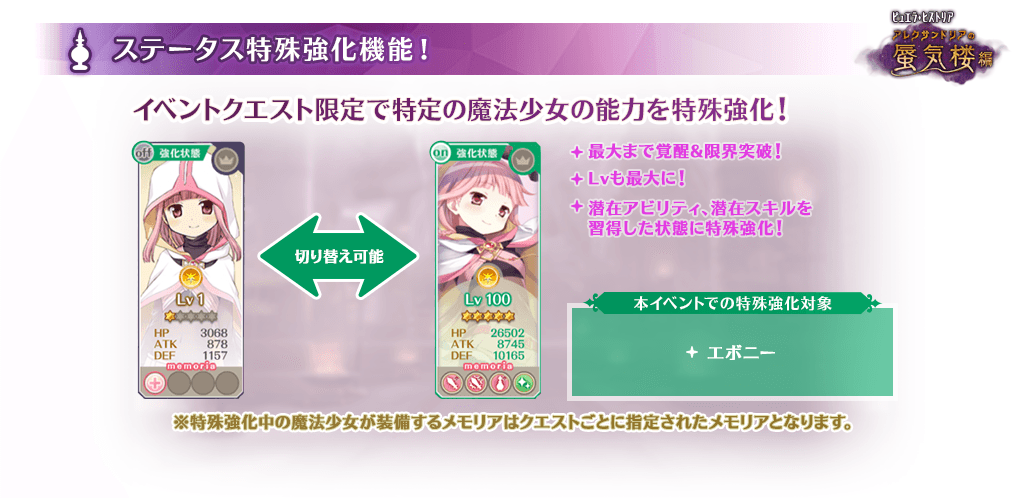 ステータス特殊強化機能！
ピュエラ・ヒストリア
アレクサンドリアの
蜃気楼編
イベントクエスト限定で特定の魔法少女の能力を特殊強化！
off 強化状態
Lv 1
HP 3068
ATK 878
DEF 1157
memoria
切り替え可能
on 強化状態
Lv 100
HP 26502
ATK 8745
DEF 10165
memoria
最大まで覚醒&限界突破！
Lvも最大に！
潜在アビリティ、潜在スキルを
習得した状態に特殊強化！
本イベントでの特殊強化対象
エボニー
※特殊強化中の魔法少女が装備するメモリアはクエストごとに指定されたメモリアとなります。